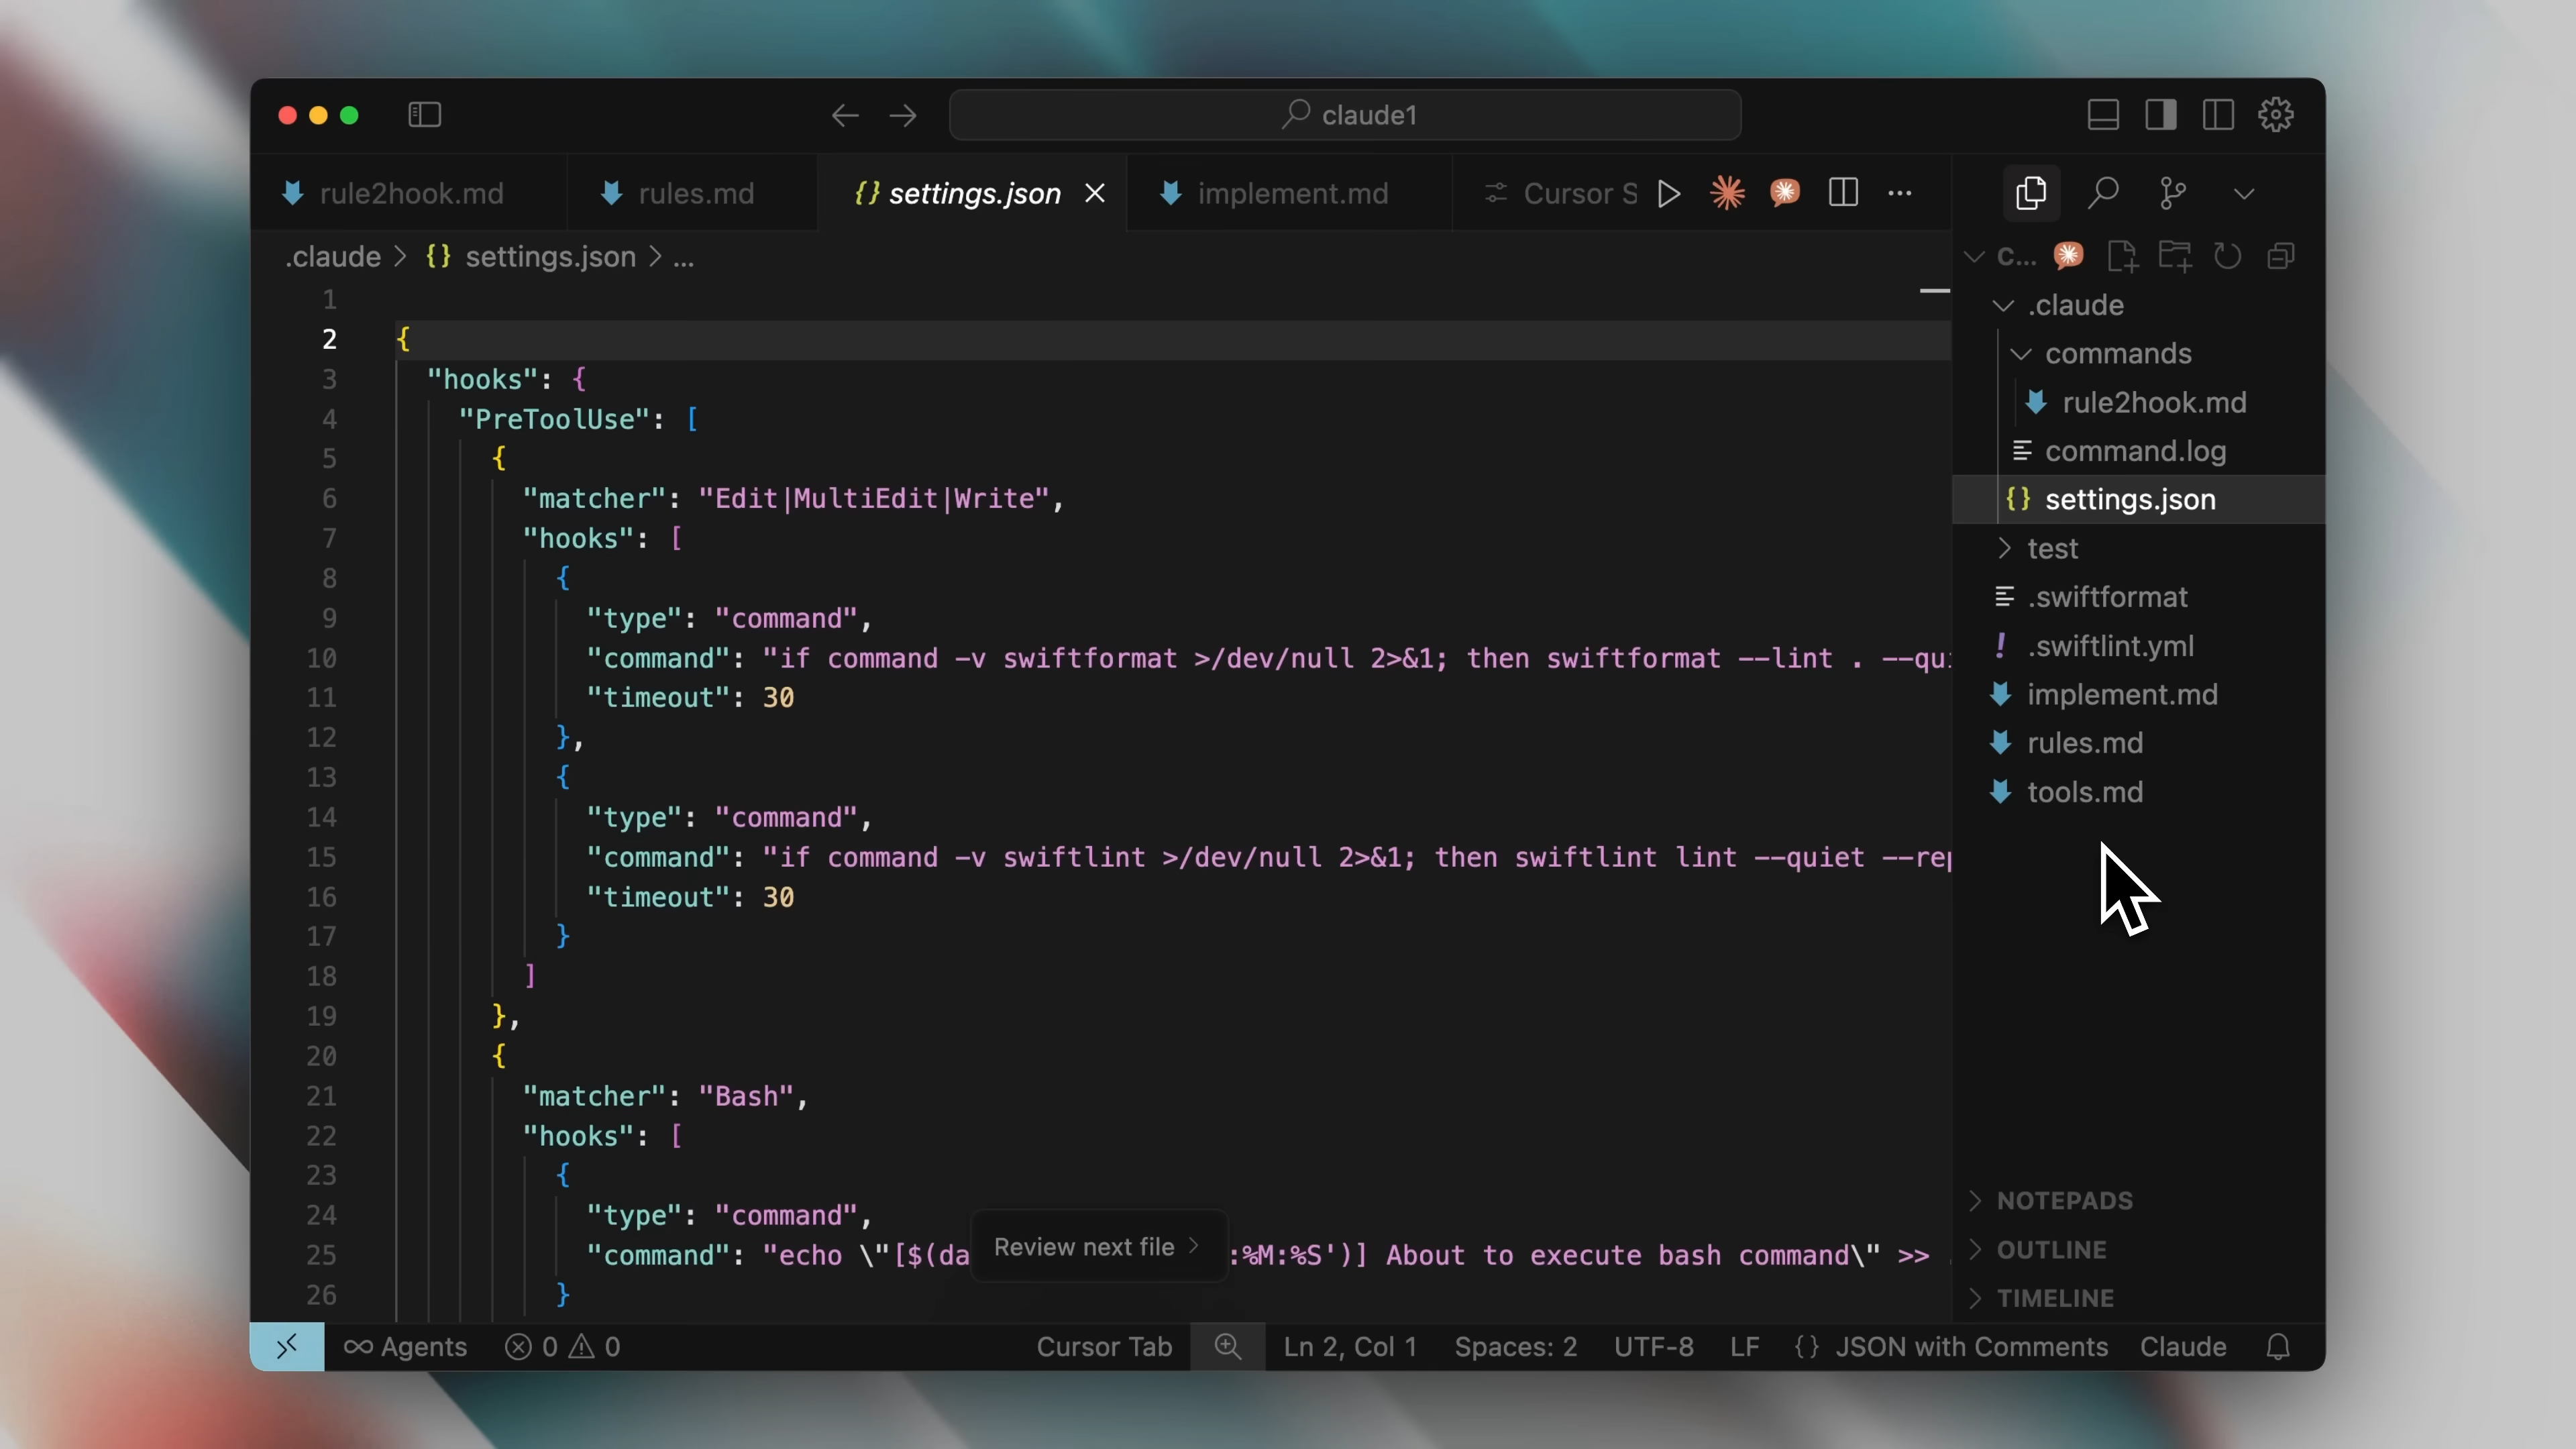 claude1
rule2hook.md
rules.md
{} settings.json
implement.md
Cursor S
.claude > {} settings.json > ...
1
2 {
3 "hooks": {
4 "PreToolUse": [
5 {
6 "matcher": "Edit|MultiEdit|Write",
7 "hooks": [
8 {
9 "type": "command",
10 "command": "if command -v swiftformat >/dev/null 2>&1; then swiftformat --lint . --qui
11 "timeout": 30
12 },
13 {
14 "type": "command",
15 "command": "if command -v swiftlint >/dev/null 2>&1; then swiftlint lint --quiet --rep
16 "timeout": 30
17 }
18 ]
19 },
20 {
21 "matcher": "Bash",
22 "hooks": [
23 {
24 "type": "command",
25 "command": "echo \"[$(da :%M:%S')] About to execute bash command\" >>
26 }
Review next file >
C...
.claude
commands
rule2hook.md
command.log
{} settings.json
test
.swiftformat
! .swiftlint.yml
implement.md
rules.md
tools.md
NOTEPADS
OUTLINE
TIMELINE
Agents
0
0
Cursor Tab
Ln 2, Col 1
Spaces: 2
UTF-8
LF
{} JSON with Comments
Claude